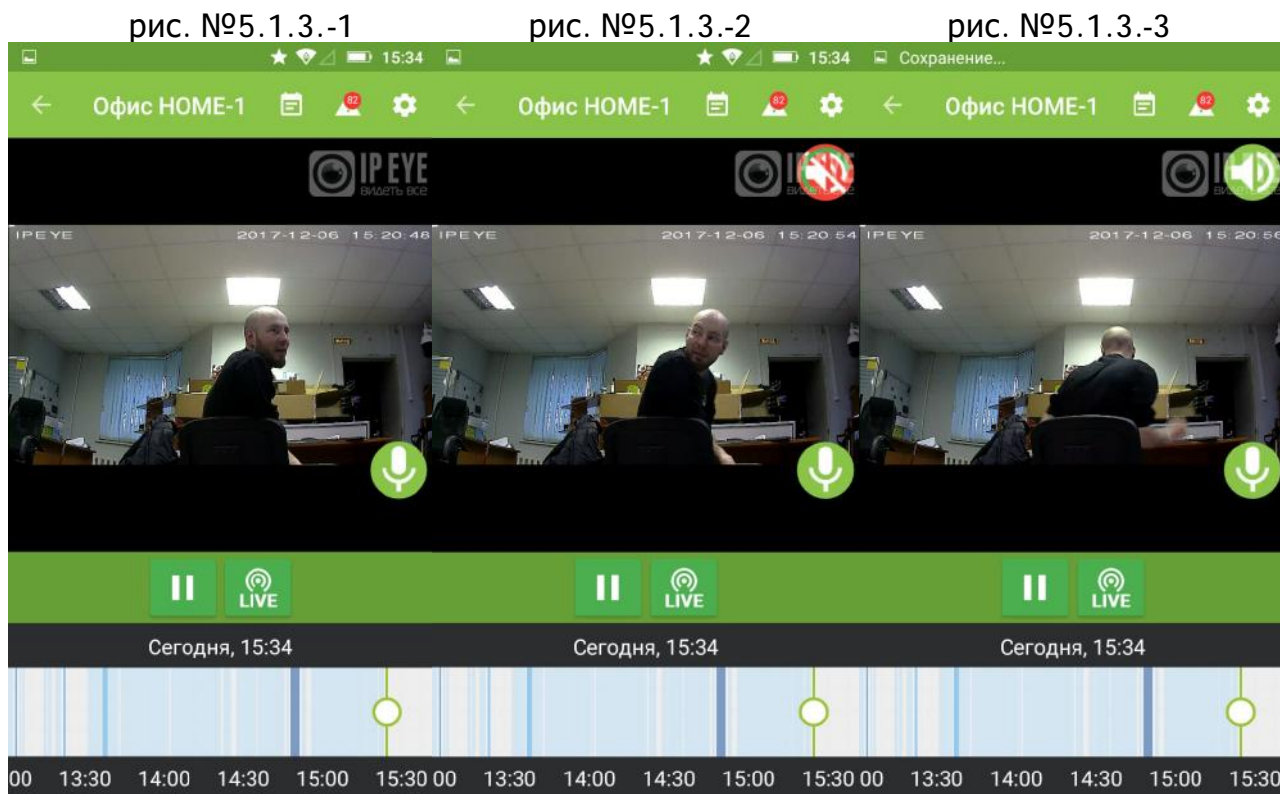 рис. №5.1.3.-1 рис. №5.1.3.-2 рис. №5.1.3.-3
15:34 15:34 Сохранение...
Офис HOME-1 82 Офис HOME-1 82 Офис HOME-1 82
IP EYE
ВИДЕТЬ ВСЕ
IPEYE 2017-12-06 15:20:48 IPEYE 2017-12-06 15:20:54 IPEYE 2017-12-06 15:20:56
LIVE LIVE LIVE
Сегодня, 15:34 Сегодня, 15:34 Сегодня, 15:34
00 13:30 14:00 14:30 15:00 15:30 00 13:30 14:00 14:30 15:00 15:30 00 13:30 14:00 14:30 15:00 15:30